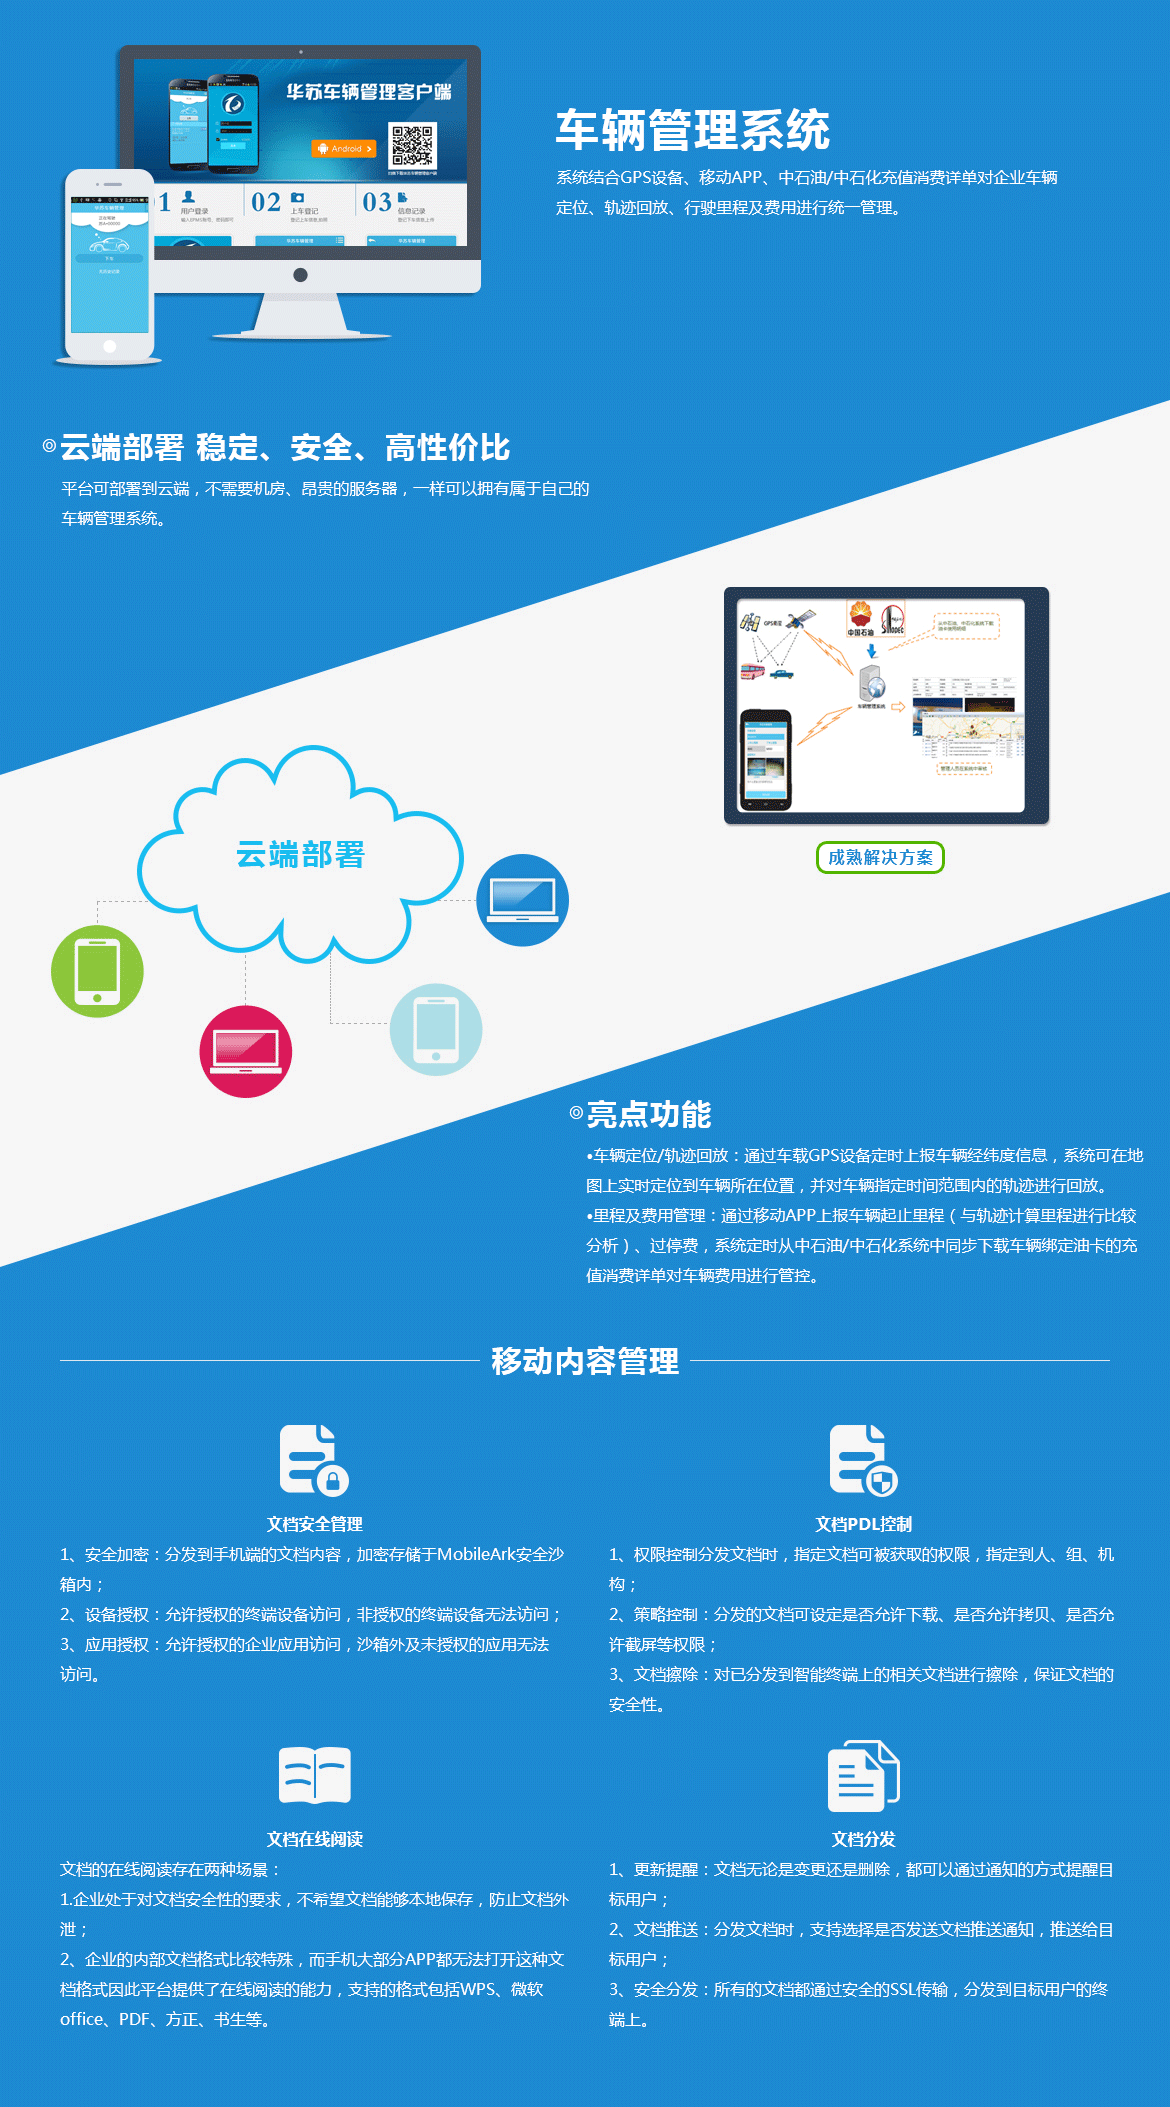 华苏车辆管理客户端
Android >
01
用户登录
02
上车登记
03
信息记录
华苏车辆管理
华苏车辆管理
华苏车辆管理
车辆管理系统
系统结合GPS设备、移动APP、中石油/中石化充值消费详单对企业车辆
定位、轨迹回放、行驶里程及费用进行统一管理。
云端部署 稳定、安全、高性价比
平台可部署到云端，不需要机房、昂贵的服务器，一样可以拥有属于自己的
车辆管理系统。
中国石油
车辆管理系统
管理人员在系统中审核
成熟解决方案
云端部署
亮点功能
•车辆定位/轨迹回放：通过车载GPS设备定时上报车辆经纬度信息，系统可在地
图上实时定位到车辆所在位置，并对车辆指定时间范围内的轨迹进行回放。
•里程及费用管理：通过移动APP上报车辆起止里程（与轨迹计算里程进行比较
分析）、过停费，系统定时从中石油/中石化系统中同步下载车辆绑定油卡的充
值消费详单对车辆费用进行管控。
移动内容管理
文档安全管理
1、安全加密：分发到手机端的文档内容，加密存储于MobileArk安全沙
箱内；
2、设备授权：允许授权的终端设备访问，非授权的终端设备无法访问；
3、应用授权：允许授权的企业应用访问，沙箱外及未授权的应用无法
访问。
文档PDL控制
1、权限控制分发文档时，指定文档可被获取的权限，指定到人、组、机
构；
2、策略控制：分发的文档可设定是否允许下载、是否允许拷贝、是否允
许截屏等权限；
3、文档擦除：对已分发到智能终端上的相关文档进行擦除，保证文档的
安全性。
文档在线阅读
文档的在线阅读存在两种场景：
1.企业处于对文档安全性的要求，不希望文档能够本地保存，防止文档外
泄；
2、企业的内部文档格式比较特殊，而手机大部分APP都无法打开这种文
档格式因此平台提供了在线阅读的能力，支持的格式包括WPS、微软
office、PDF、方正、书生等。
文档分发
1、更新提醒：文档无论是变更还是删除，都可以通过通知的方式提醒目
标用户；
2、文档推送：分发文档时，支持选择是否发送文档推送通知，推送给目
标用户；
3、安全分发：所有的文档都通过安全的SSL传输，分发到目标用户的终
端上。